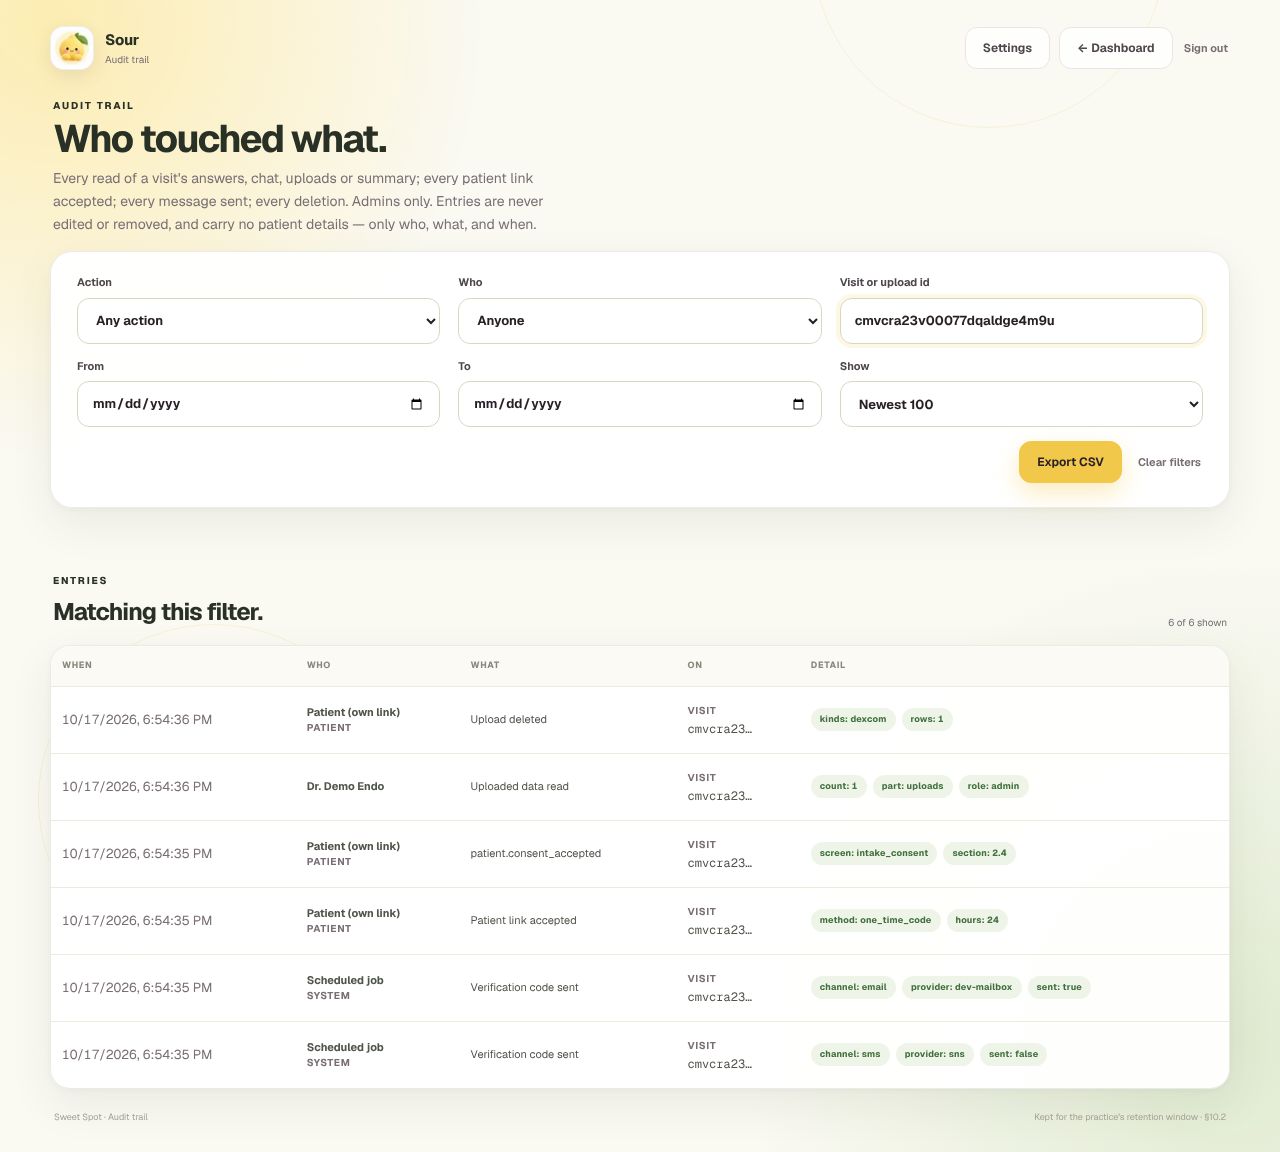 Sour
Audit trail
Settings
← Dashboard
Sign out
AUDIT TRAIL
Who touched what.
Every read of a visit's answers, chat, uploads or summary; every patient link
accepted; every message sent; every deletion. Admins only. Entries are never
edited or removed, and carry no patient details — only who, what, and when.
Action
Who
Visit or upload id
Any action
Anyone
cmvcra23v00077dqaldge4m9u
From
To
Show
mm/dd/yyyy
mm/dd/yyyy
Newest 100
Export CSV
Clear filters
ENTRIES
Matching this filter.
6 of 6 shown
WHEN WHO WHAT ON DETAIL
10/17/2026, 6:54:36 PM
Patient (own link)
PATIENT
Upload deleted
VISIT
cmvcra23…
kinds: dexcom
rows: 1
10/17/2026, 6:54:36 PM
Dr. Demo Endo
Uploaded data read
VISIT
cmvcra23…
count: 1
part: uploads
role: admin
10/17/2026, 6:54:35 PM
Patient (own link)
PATIENT
patient.consent_accepted
VISIT
cmvcra23…
screen: intake_consent
section: 2.4
10/17/2026, 6:54:35 PM
Patient (own link)
PATIENT
Patient link accepted
VISIT
cmvcra23…
method: one_time_code
hours: 24
10/17/2026, 6:54:35 PM
Scheduled job
SYSTEM
Verification code sent
VISIT
cmvcra23…
channel: email
provider: dev-mailbox
sent: true
10/17/2026, 6:54:35 PM
Scheduled job
SYSTEM
Verification code sent
VISIT
cmvcra23…
channel: sms
provider: sns
sent: false
Sweet Spot · Audit trail
Kept for the practice's retention window · §10.2